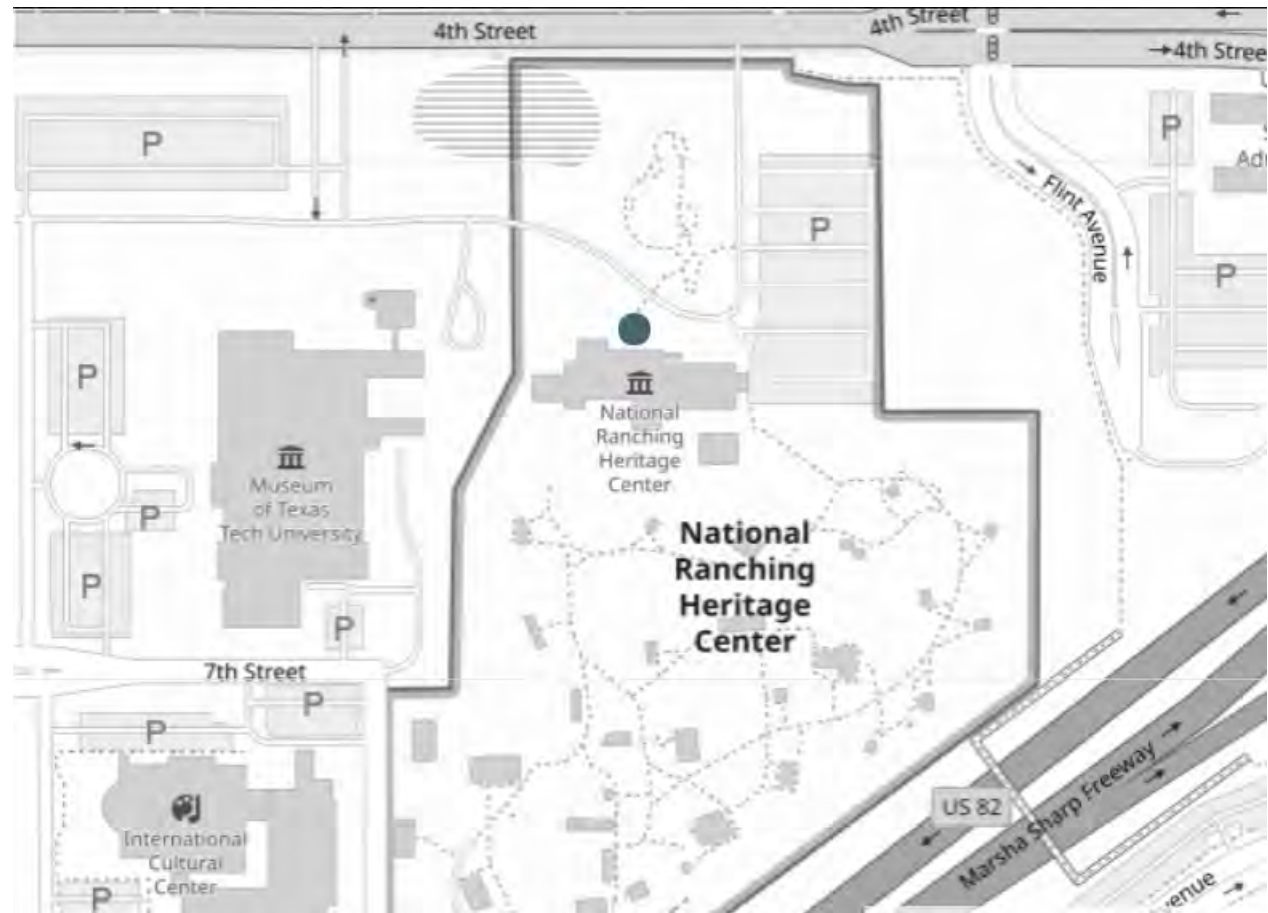 4th Street
4th Street
4th Stree
P
P
Adr
Flint Avenue
P
P
P
National
Ranching
Heritage
Center
Museum
of Texas
Tech University
P
National
Ranching
Heritage
Center
P
P
7th Street
P
P
US 82
Marsha Sharp Freeway
International
Cultural
Center
P
venue